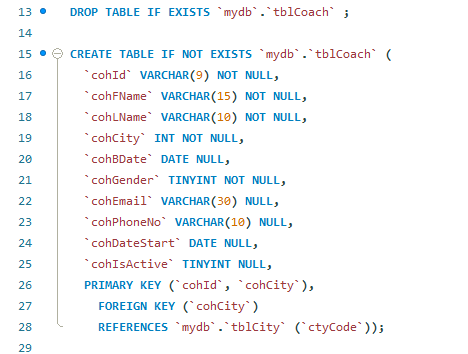 13 DROP TABLE IF EXISTS `mydb`.`tblCoach` ;
14
15 CREATE TABLE IF NOT EXISTS `mydb`.`tblCoach` (
16 `cohId` VARCHAR(9) NOT NULL,
17 `cohFName` VARCHAR(15) NOT NULL,
18 `cohLName` VARCHAR(10) NOT NULL,
19 `cohCity` INT NOT NULL,
20 `cohBDate` DATE NULL,
21 `cohGender` TINYINT NOT NULL,
22 `cohEmail` VARCHAR(30) NULL,
23 `cohPhoneNo` VARCHAR(10) NULL,
24 `cohDateStart` DATE NULL,
25 `cohIsActive` TINYINT NULL,
26 PRIMARY KEY (`cohId`, `cohCity`),
27 FOREIGN KEY (`cohCity`)
28 REFERENCES `mydb`.`tblCity` (`ctyCode`));
29